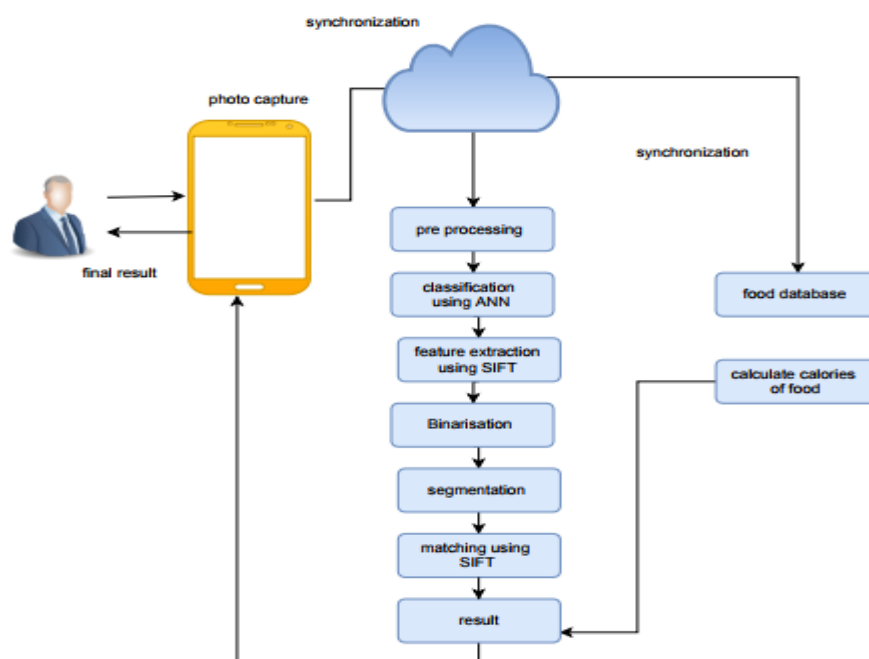 synchronization
photo capture
synchronization
final result
pre processing
classification
using ANN
food database
feature extraction
using SIFT
calculate calories
of food
Binarisation
segmentation
matching using
SIFT
result